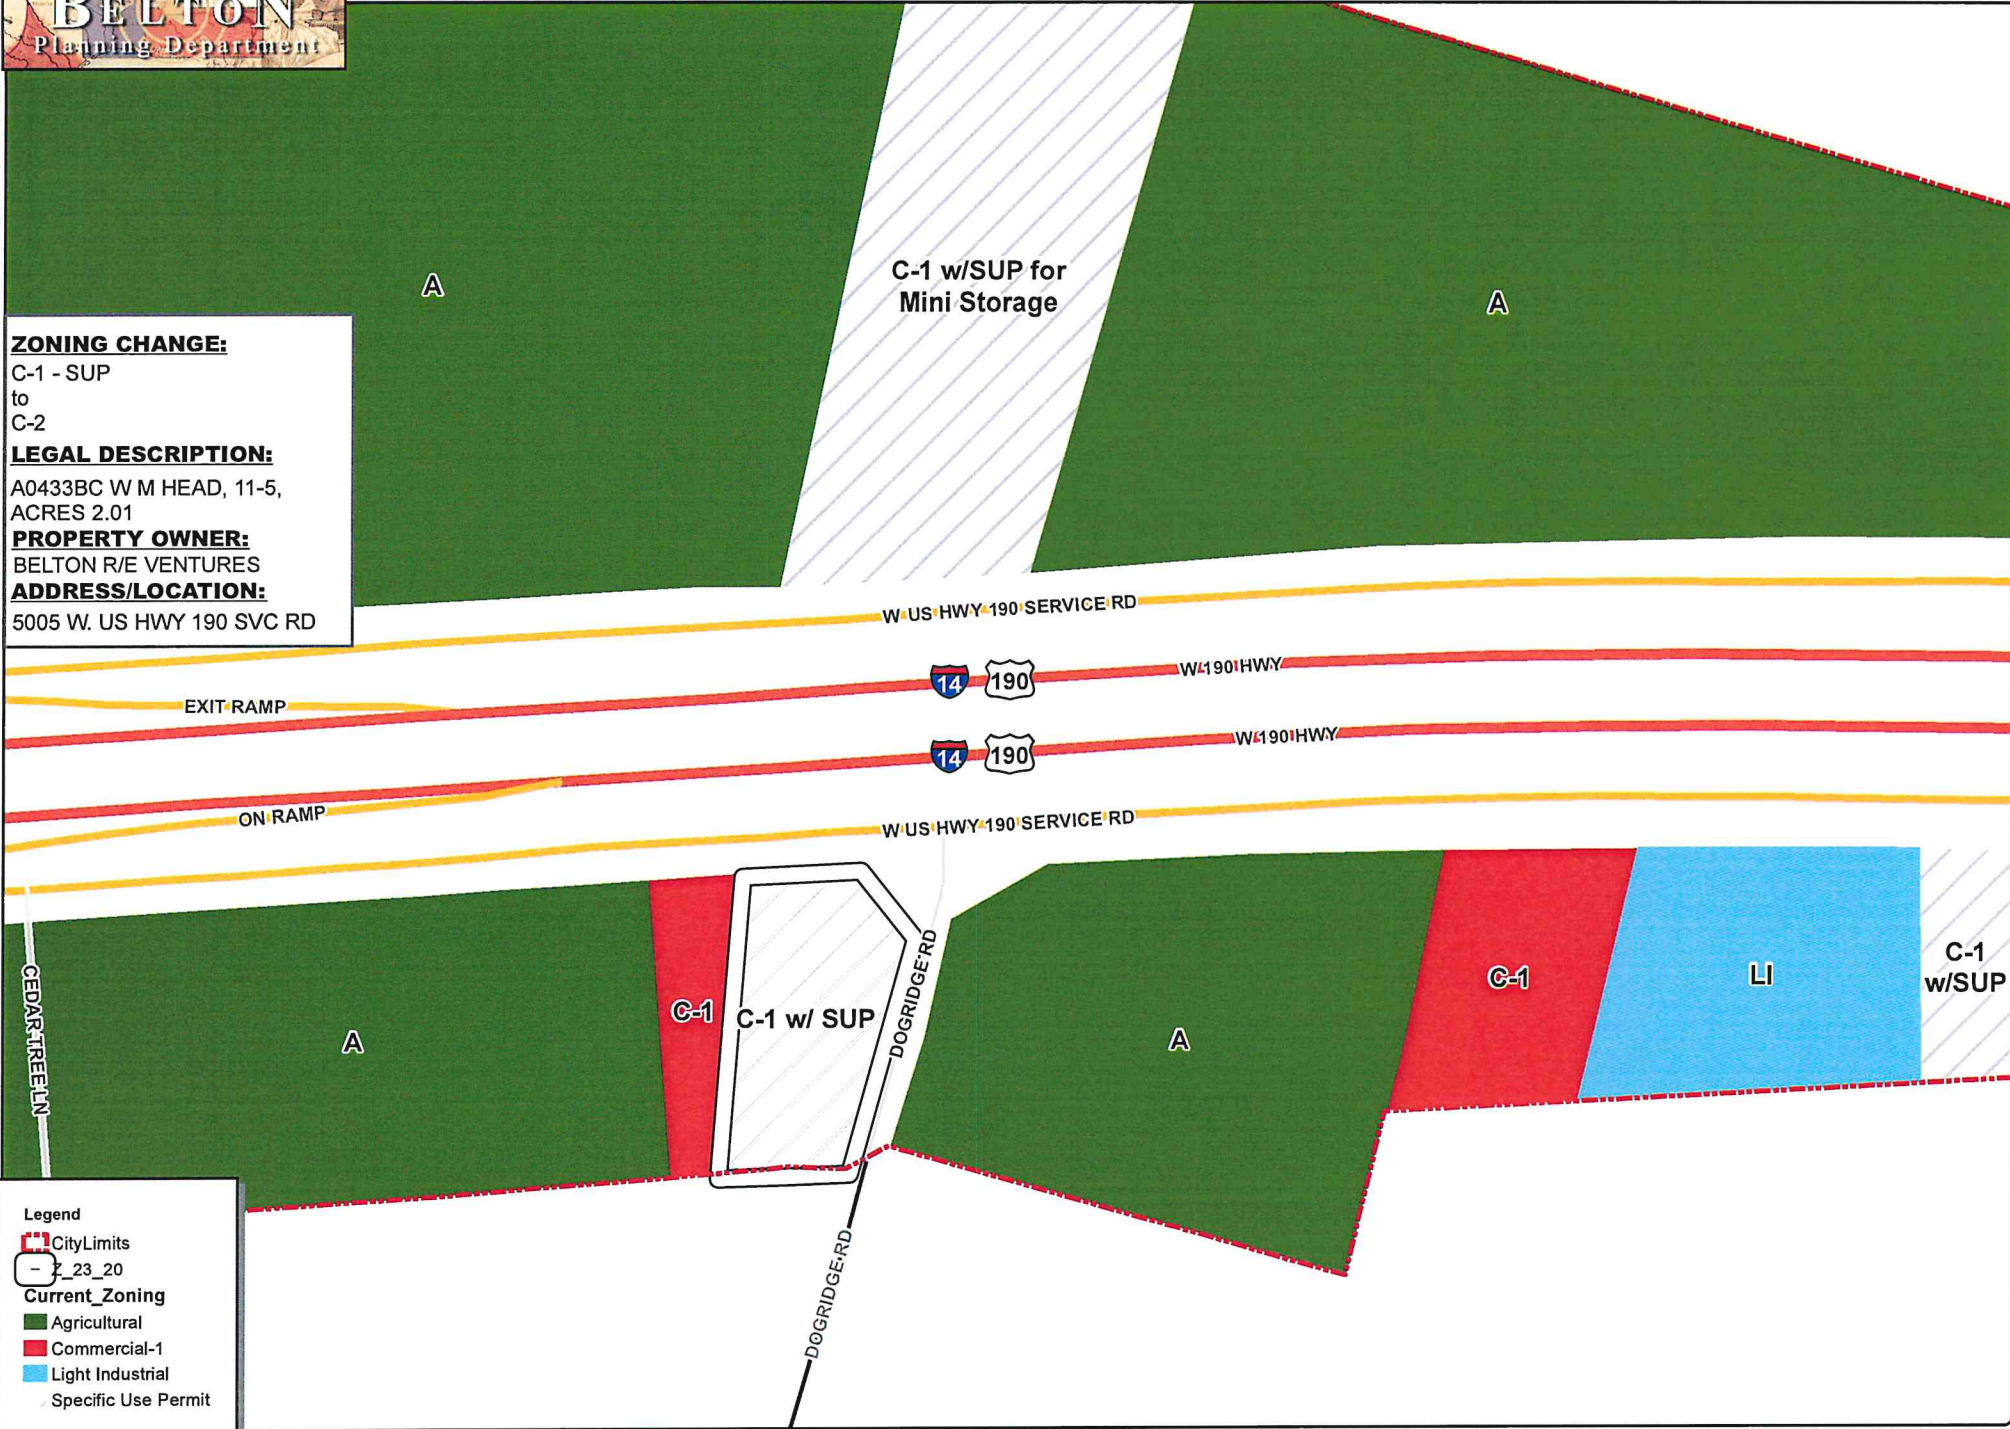 BELTON
Planning Department
A
C-1 w/SUP for
Mini Storage
A
ZONING CHANGE:
C-1 - SUP
to
C-2
LEGAL DESCRIPTION:
A0433BC W M HEAD, 11-5,
ACRES 2.01
PROPERTY OWNER:
BELTON R/E VENTURES
ADDRESS/LOCATION:
5005 W. US HWY 190 SVC RD
W US HWY 190 SERVICE RD
14
190
W 190 HWY
EXIT RAMP
14
190
W 190 HWY
ON RAMP
W US HWY 190 SERVICE RD
CEDAR TREE LN
A
C-1
C-1 w/ SUP
DOGRIDGE RD
A
C-1
LI
C-1
w/SUP
DOGRIDGE RD
Legend
CityLimits
Z_23_20
Current_Zoning
Agricultural
Commercial-1
Light Industrial
Specific Use Permit